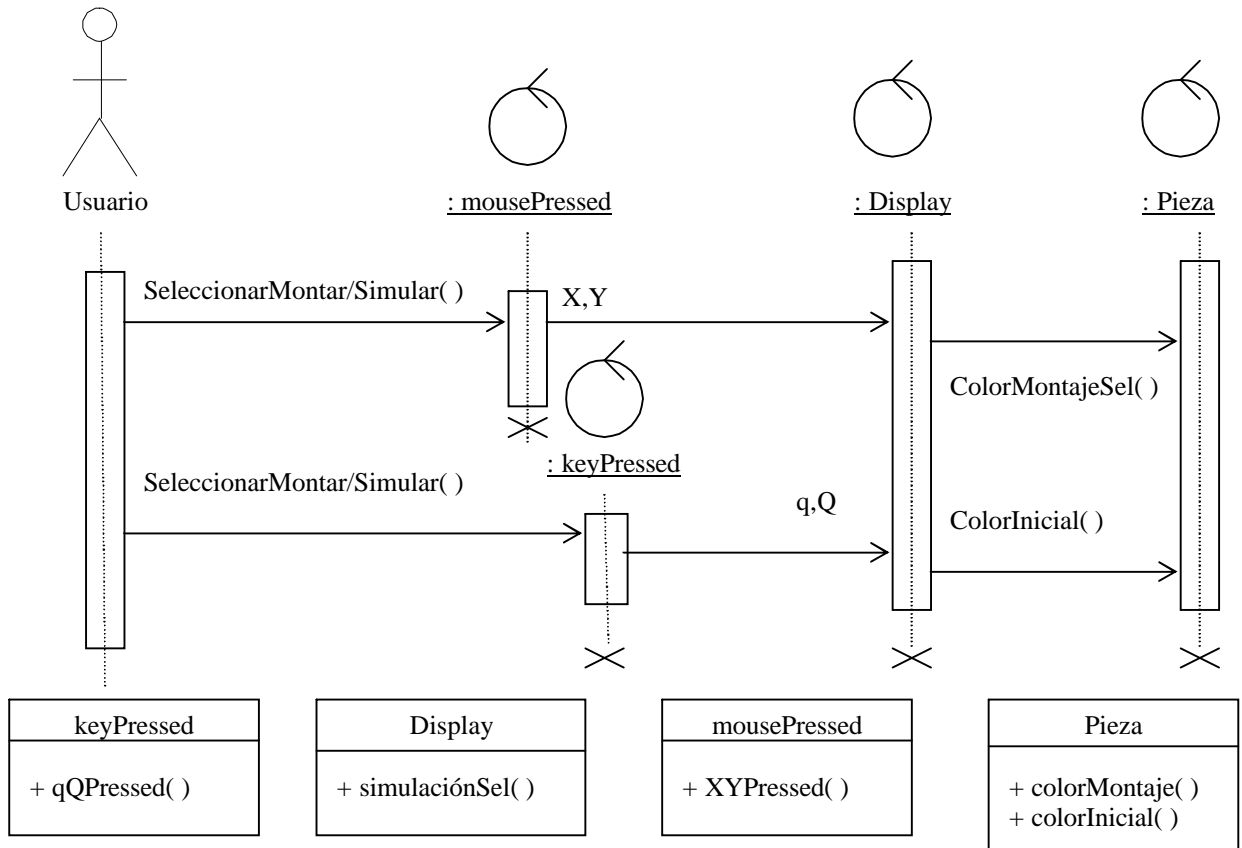 Usuario
: mousePressed
: Display
: Pieza
SeleccionarMontar/Simular( )
X,Y
ColorMontajeSel( )
: keyPressed
SeleccionarMontar/Simular( )
q,Q
ColorInicial( )
keyPressed
+ qQPressed( )
Display
+ simulaciónSel( )
mousePressed
+ XYPressed( )
Pieza
+ colorMontaje( )
+ colorInicial( )